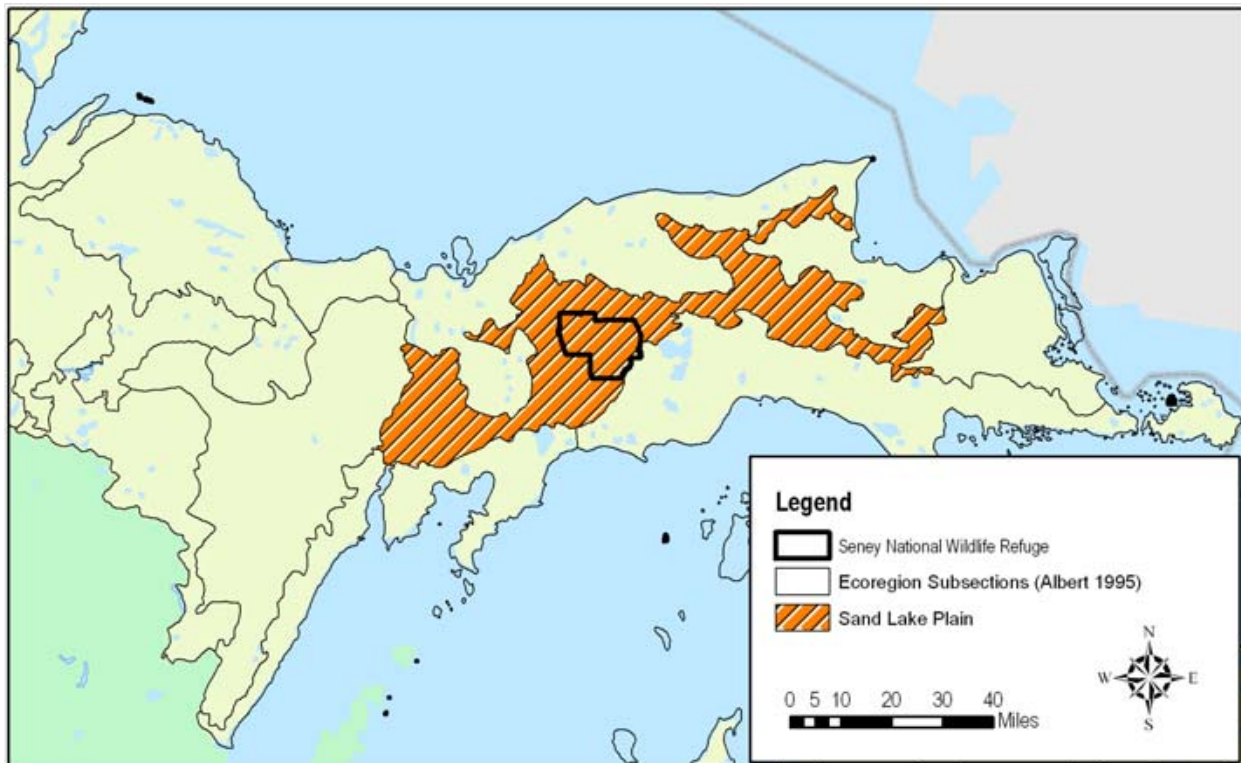 Legend
Seney National Wildlife Refuge
Ecoregion Subsections (Albert 1995)
Sand Lake Plain
N
W E
S
0 5 10 20 30 40
Miles